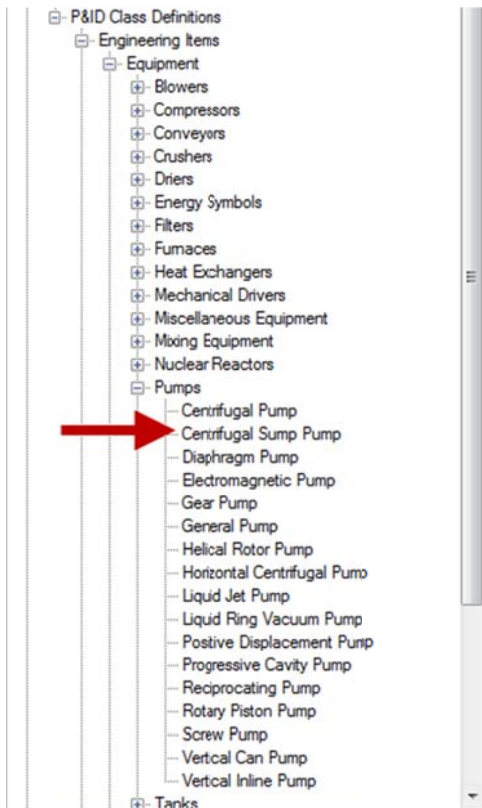 P&ID Class Definitions
Engineering Items
Equipment
Blowers
Compressors
Conveyors
Crushers
Driers
Energy Symbols
Filters
Furnaces
Heat Exchangers
Mechanical Drivers
Miscellaneous Equipment
Mixing Equipment
Nuclear Reactors
Pumps
Centrifugal Pump
Centrifugal Sump Pump
Diaphragm Pump
Electromagnetic Pump
Gear Pump
General Pump
Helical Rotor Pump
Horizontal Centrifugal Pump
Liquid Jet Pump
Liquid Ring Vacuum Pump
Postive Displacement Pump
Progressive Cavity Pump
Reciprocating Pump
Rotary Piston Pump
Screw Pump
Vertical Can Pump
Vertical Inline Pump
Tanks